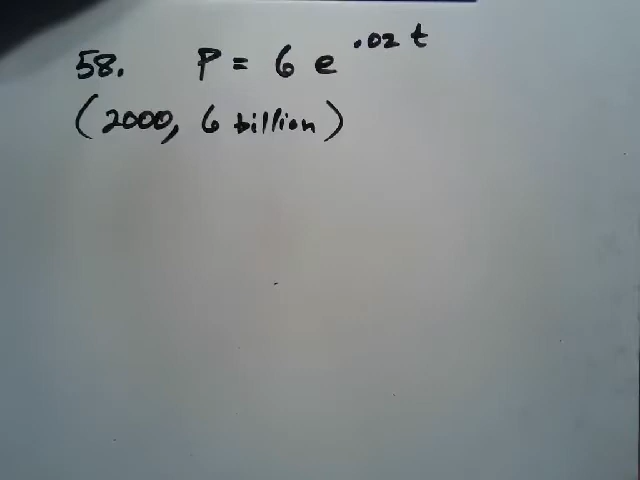 58. P = 6 e^.02 t
(2000, 6 billion)